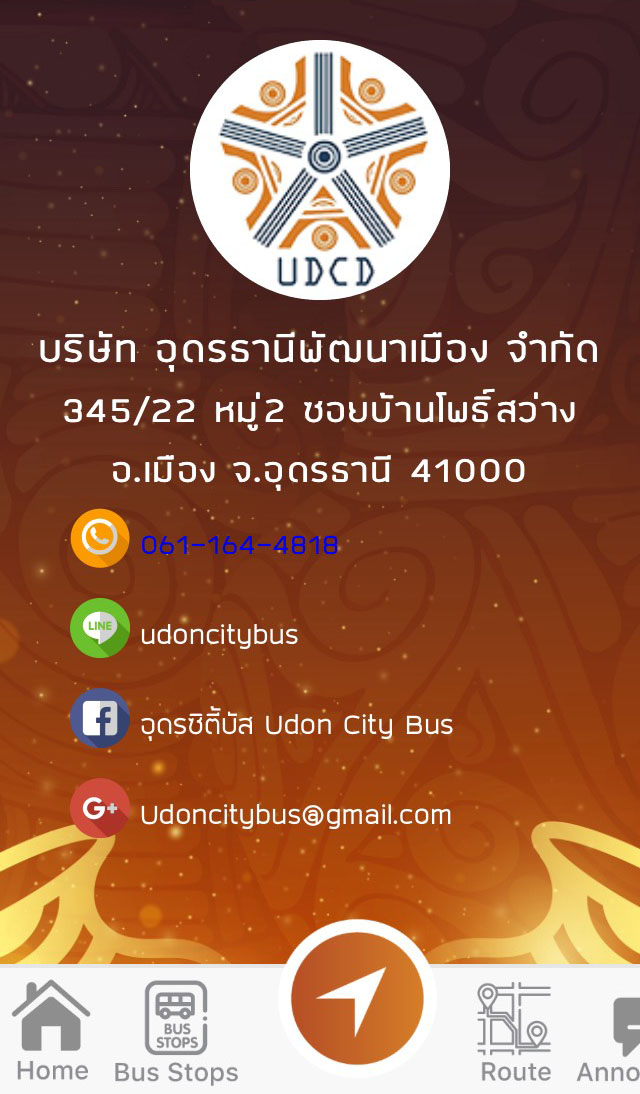 UDCD
บริษัท อุดรธานีพัฒนาเมือง จำกัด
345/22 หมู่2 ซอยบ้านโพธิ์สว่าง
อ.เมือง จ.อุดรธานี 41000
061-164-4818
LINE
udoncitybus
อุดรซิตี้บัส Udon City Bus
G+
Udoncitybus@gmail.com
BUS
STOPS
Home
Bus Stops
Route
Anno